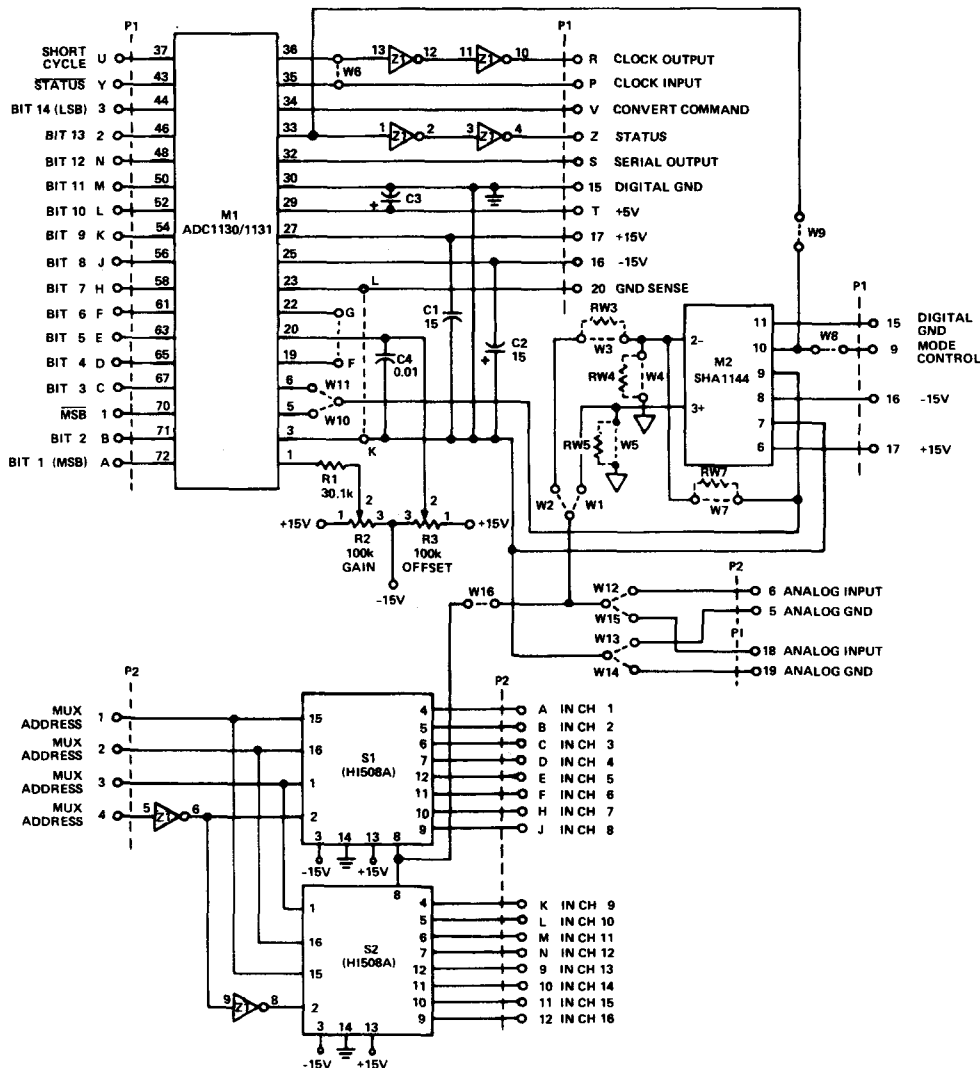 P1 P1
SHORT CYCLE U 37 36 13 Z1 12 11 Z1 10 R CLOCK OUTPUT
W6
STATUS Y 43 35 P CLOCK INPUT
BIT 14 (LSB) 3 44 34 V CONVERT COMMAND
BIT 13 2 46 33 1 Z1 2 3 Z1 4 Z STATUS
BIT 12 N 48 32 S SERIAL OUTPUT
BIT 11 M 50 30 15 DIGITAL GND
+ C3
BIT 10 L 52 29 T +5V
M1
ADC1130/1131
BIT 9 K 54 27 17 +15V
W9
BIT 8 J 56 25 16 -15V
BIT 7 H 58 23 L 20 GND SENSE
BIT 6 F 61 22 G
C1 15
BIT 5 E 63 20
C2 15 +
C4 0.01
BIT 4 D 65 19 F
BIT 3 C 67 6 W11
MSB 1 70 5 W10
BIT 2 B 71 3 K
BIT 1 (MSB) A 72 1 R1 30.1k
+15V 1 2 3 3 2 1 +15V
R2 100k GAIN
R3 100k OFFSET
-15V
P1
RW3
W3
RW4 W4
RW5 W5
W2 W1
2-
3+
M2
SHA1144
11 15 DIGITAL GND
10 W8 9 MODE CONTROL
9
8 16 -15V
7
6 17 +15V
RW7
W7
P2
W16
W12 6 ANALOG INPUT
W15 5 ANALOG GND
P1
W13 18 ANALOG INPUT
W14 19 ANALOG GND
P2 P2
MUX ADDRESS 1 15
MUX ADDRESS 2 16
MUX ADDRESS 3 1
MUX ADDRESS 4 5 Z1 6 2
S1
(HI508A)
4 A IN CH 1
5 B IN CH 2
6 C IN CH 3
7 D IN CH 4
12 E IN CH 5
11 F IN CH 6
10 H IN CH 7
9 J IN CH 8
3 14 13 8
-15V +15V
8
1
16
15
9 Z1 8 2
S2
(HI508A)
4 K IN CH 9
5 L IN CH 10
6 M IN CH 11
7 N IN CH 12
12 9 IN CH 13
11 10 IN CH 14
10 11 IN CH 15
9 12 IN CH 16
3 14 13
-15V +15V